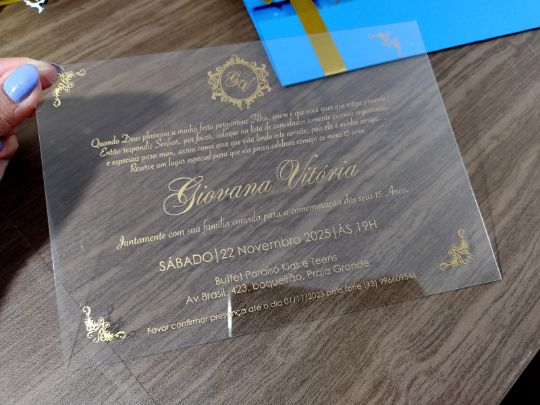 GV
Quando Deus planejou a minha festa perguntou: Filha, quem é que você quer que esteja presente?
Então respondi: Senhor, por favor, coloque na lista de convidados somente pessoas importantes
e especiais para mim, assim como essa que está lendo este convite, pois ela é minha amiga...
Reserve um lugar especial para que ela possa celebrar comigo os meus 15 anos.
Giovana Vitória
Juntamente com sua família convida para a comemoração dos seus 15 Anos.
SÁBADO|22 Novembro 2025|ÀS 19H
Buffet Paraíso Kids e Teens
Av Brasil, 423, boqueirão, Praia Grande
Favor confirmar presença até o dia 01/11/2025 pelo fone (13)